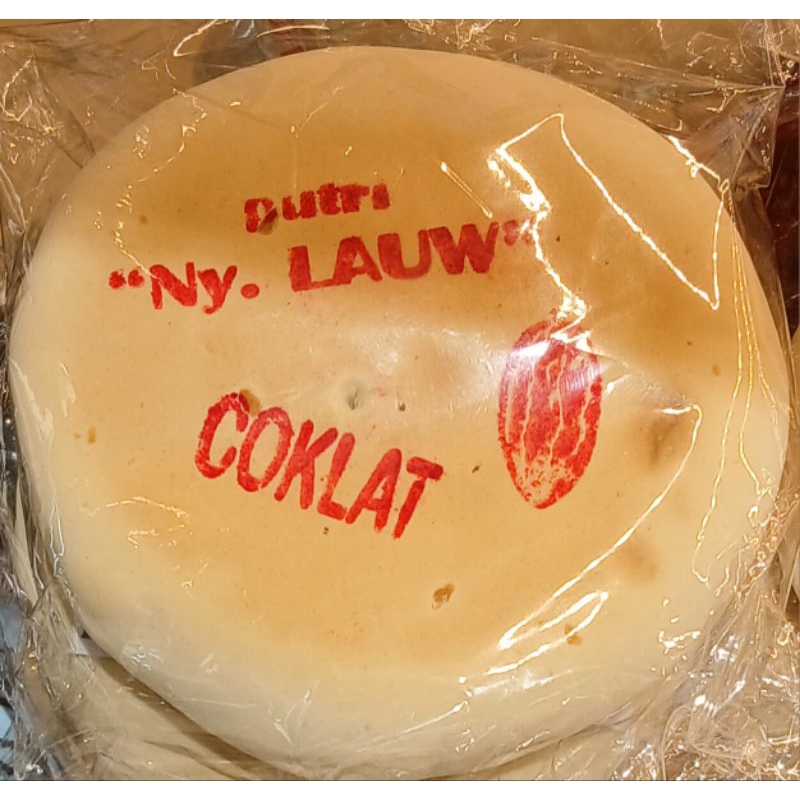 putri
“Ny. LAUW”
COKLAT